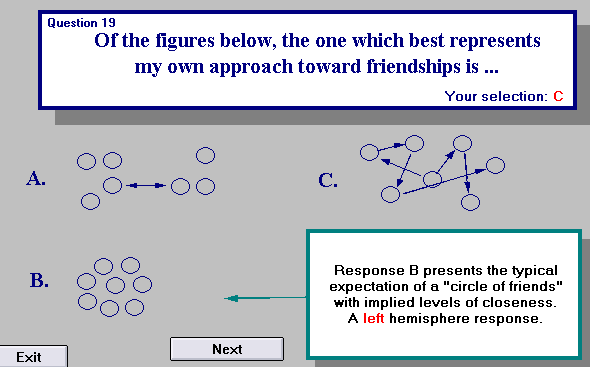 Question 19
Of the figures below, the one which best represents
my own approach toward friendships is ...
Your selection: C
A.
C.
B.
Response B presents the typical
expectation of a "circle of friends"
with implied levels of closeness.
A left hemisphere response.
Next
Exit